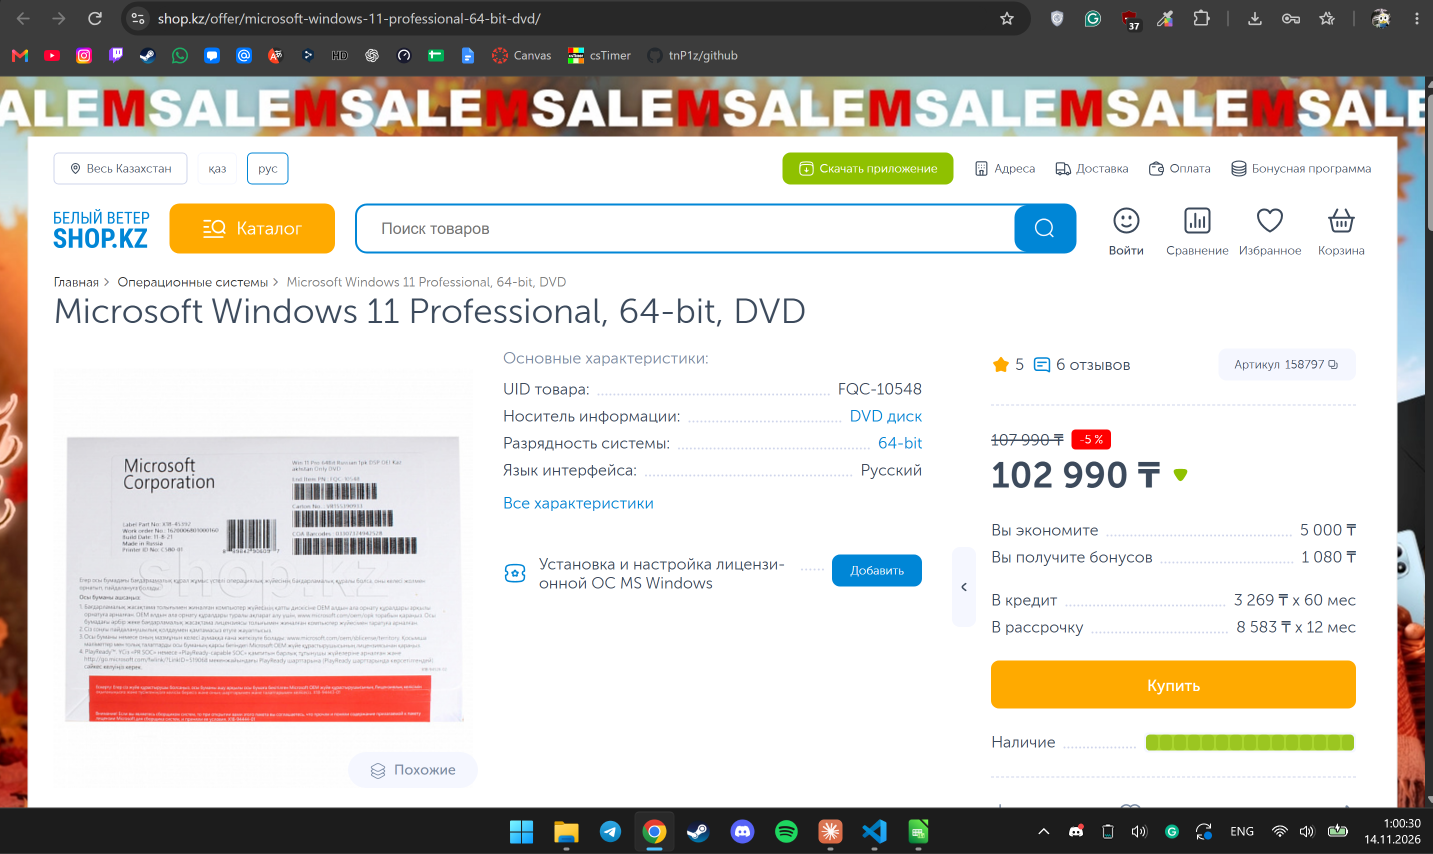 shop.kz/offer/microsoft-windows-11-professional-64-bit-dvd/
37
HD
Canvas
csTimer
tnP1z/github
ALEMSALEMSALEMSALEMSALEMSALEMSALEMSALE
Весь Казахстан
қаз
рус
Скачать приложение
Адреса
Доставка
Оплата
Бонусная программа
БЕЛЫЙ ВЕТЕР
SHOP.KZ
Каталог
Поиск товаров
Войти
Сравнение
Избранное
Корзина
Главная > Операционные системы > Microsoft Windows 11 Professional, 64-bit, DVD
Microsoft Windows 11 Professional, 64-bit, DVD
Microsoft
Corporation
shop.kz
Похожие
Основные характеристики:
UID товара: FQC-10548
Носитель информации: DVD диск
Разрядность системы: 64-bit
Язык интерфейса: Русский
Все характеристики
Установка и настройка лицензи-
онной ОС MS Windows
Добавить
5
6 отзывов
Артикул 158797
107 990 ₸
-5 %
102 990 ₸
Вы экономите 5 000 ₸
Вы получите бонусов 1 080 ₸
В кредит 3 269 ₸ x 60 мес
В рассрочку 8 583 ₸ x 12 мес
Купить
Наличие
ENG
1:00:30
14.11.2026